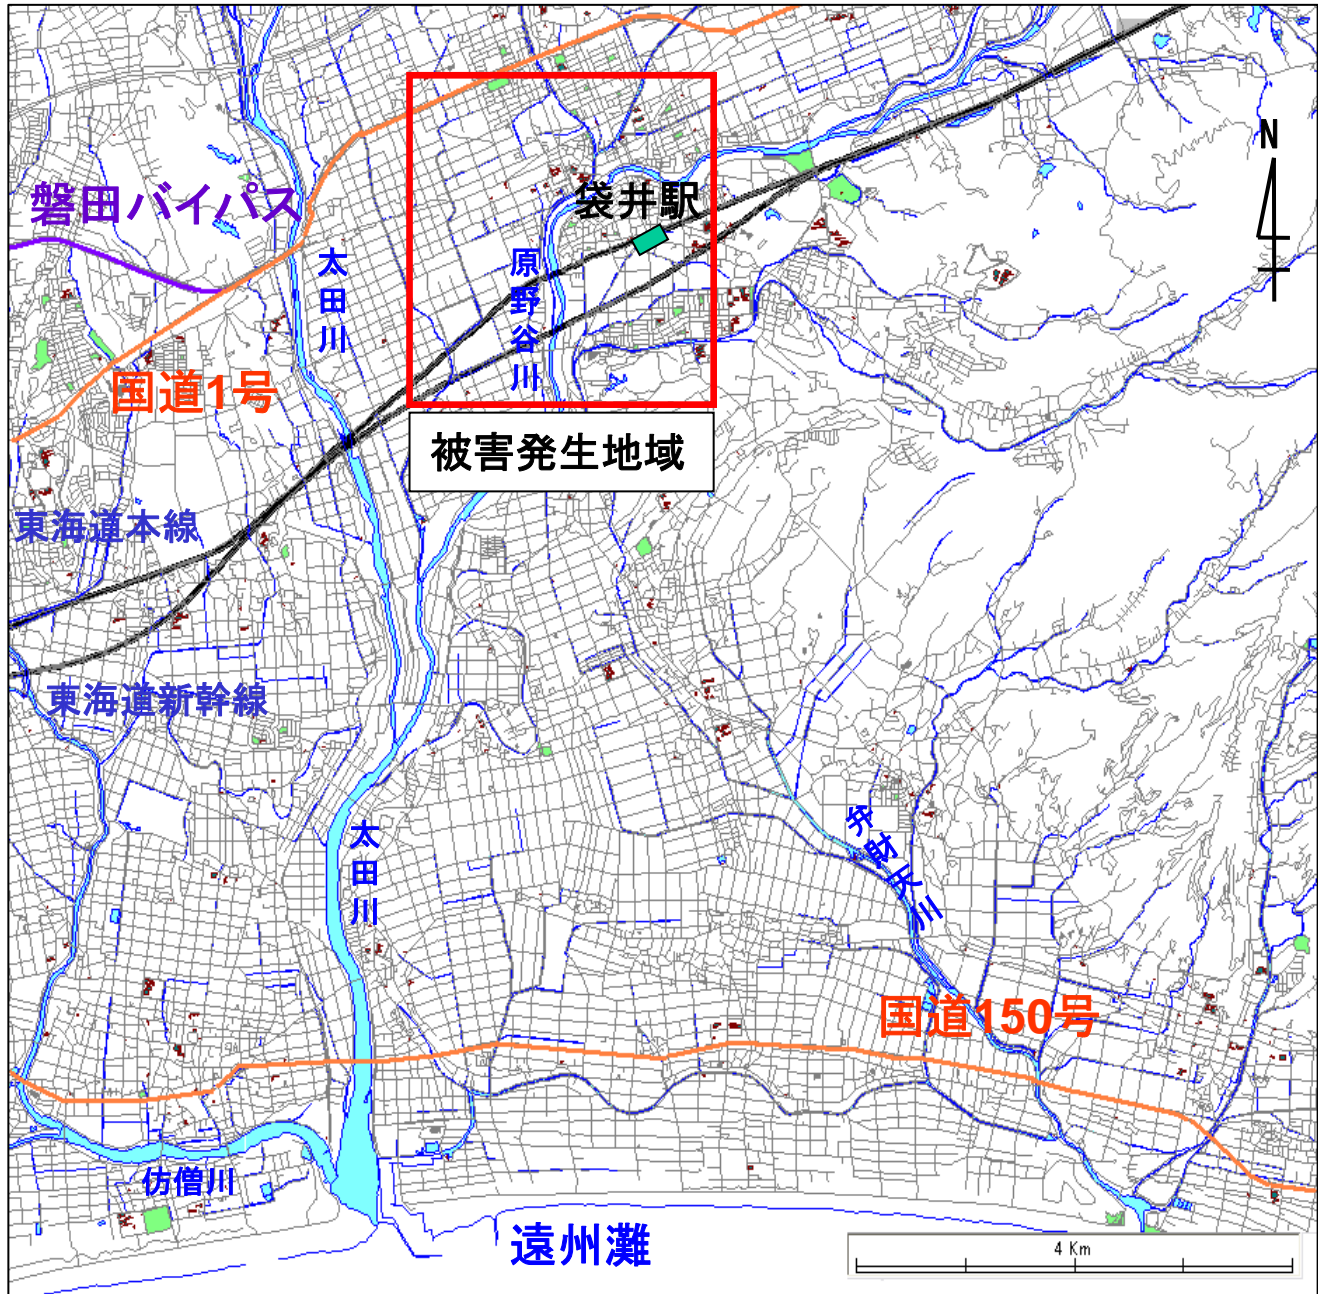 N
磐田バイパス
袋井駅
太田川
原野谷川
国道1号
被害発生地域
東海道本線
東海道新幹線
太田川
弁財天川
国道150号
仿僧川
遠州灘
4 Km